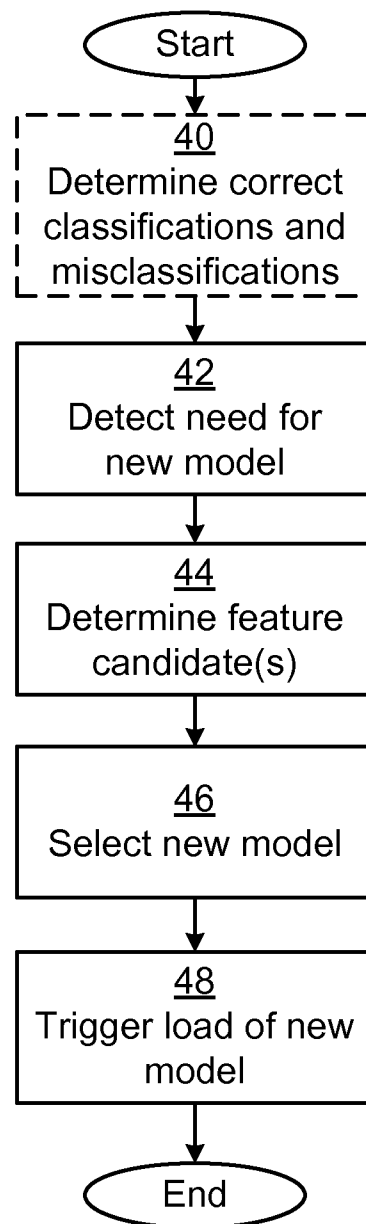 Start
40
Determine correct
classifications and
misclassifications
42
Detect need for
new model
44
Determine feature
candidate(s)
46
Select new model
48
Trigger load of new
model
End